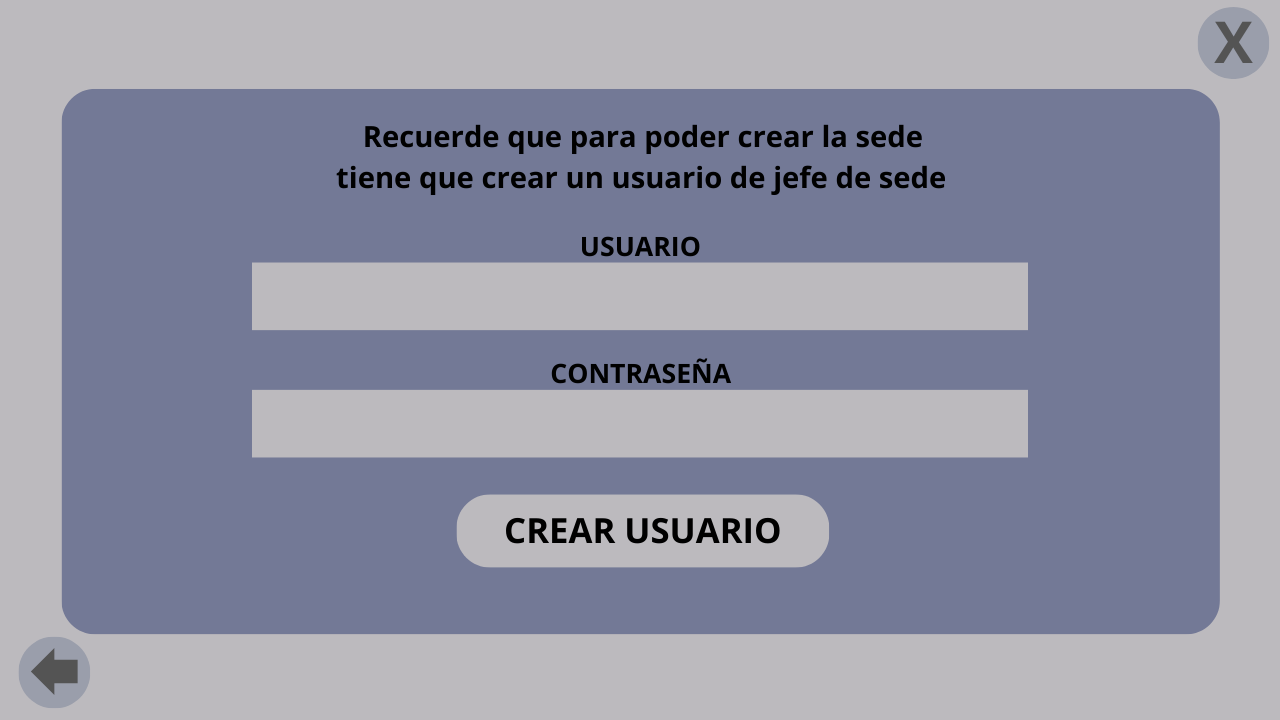 X
Recuerde que para poder crear la sede
tiene que crear un usuario de jefe de sede
USUARIO
CONTRASEÑA
CREAR USUARIO